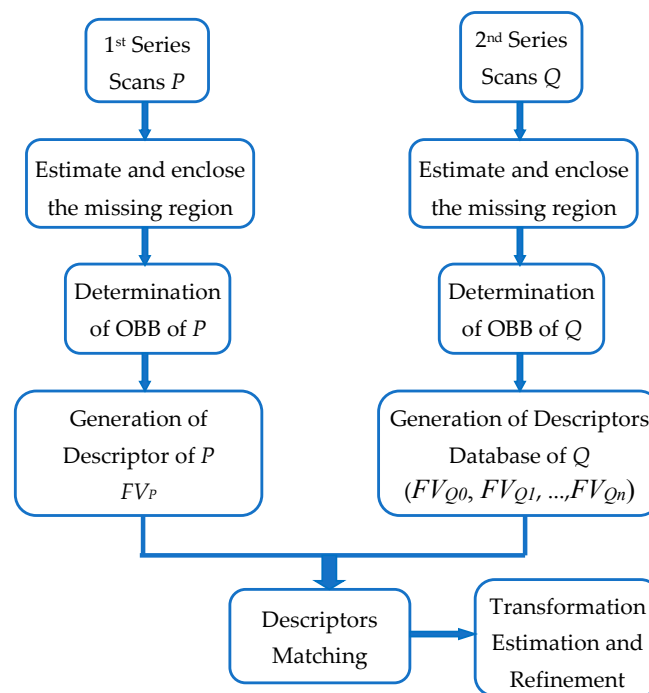 1st Series
Scans P
2nd Series
Scans Q
Estimate and enclose
the missing region
Estimate and enclose
the missing region
Determination
of OBB of P
Determination
of OBB of Q
Generation of
Descriptor of P
FVP
Generation of Descriptors
Database of Q
(FVQ0, FVQ1, ...,FVQn)
Descriptors
Matching
Transformation
Estimation and
Refinement